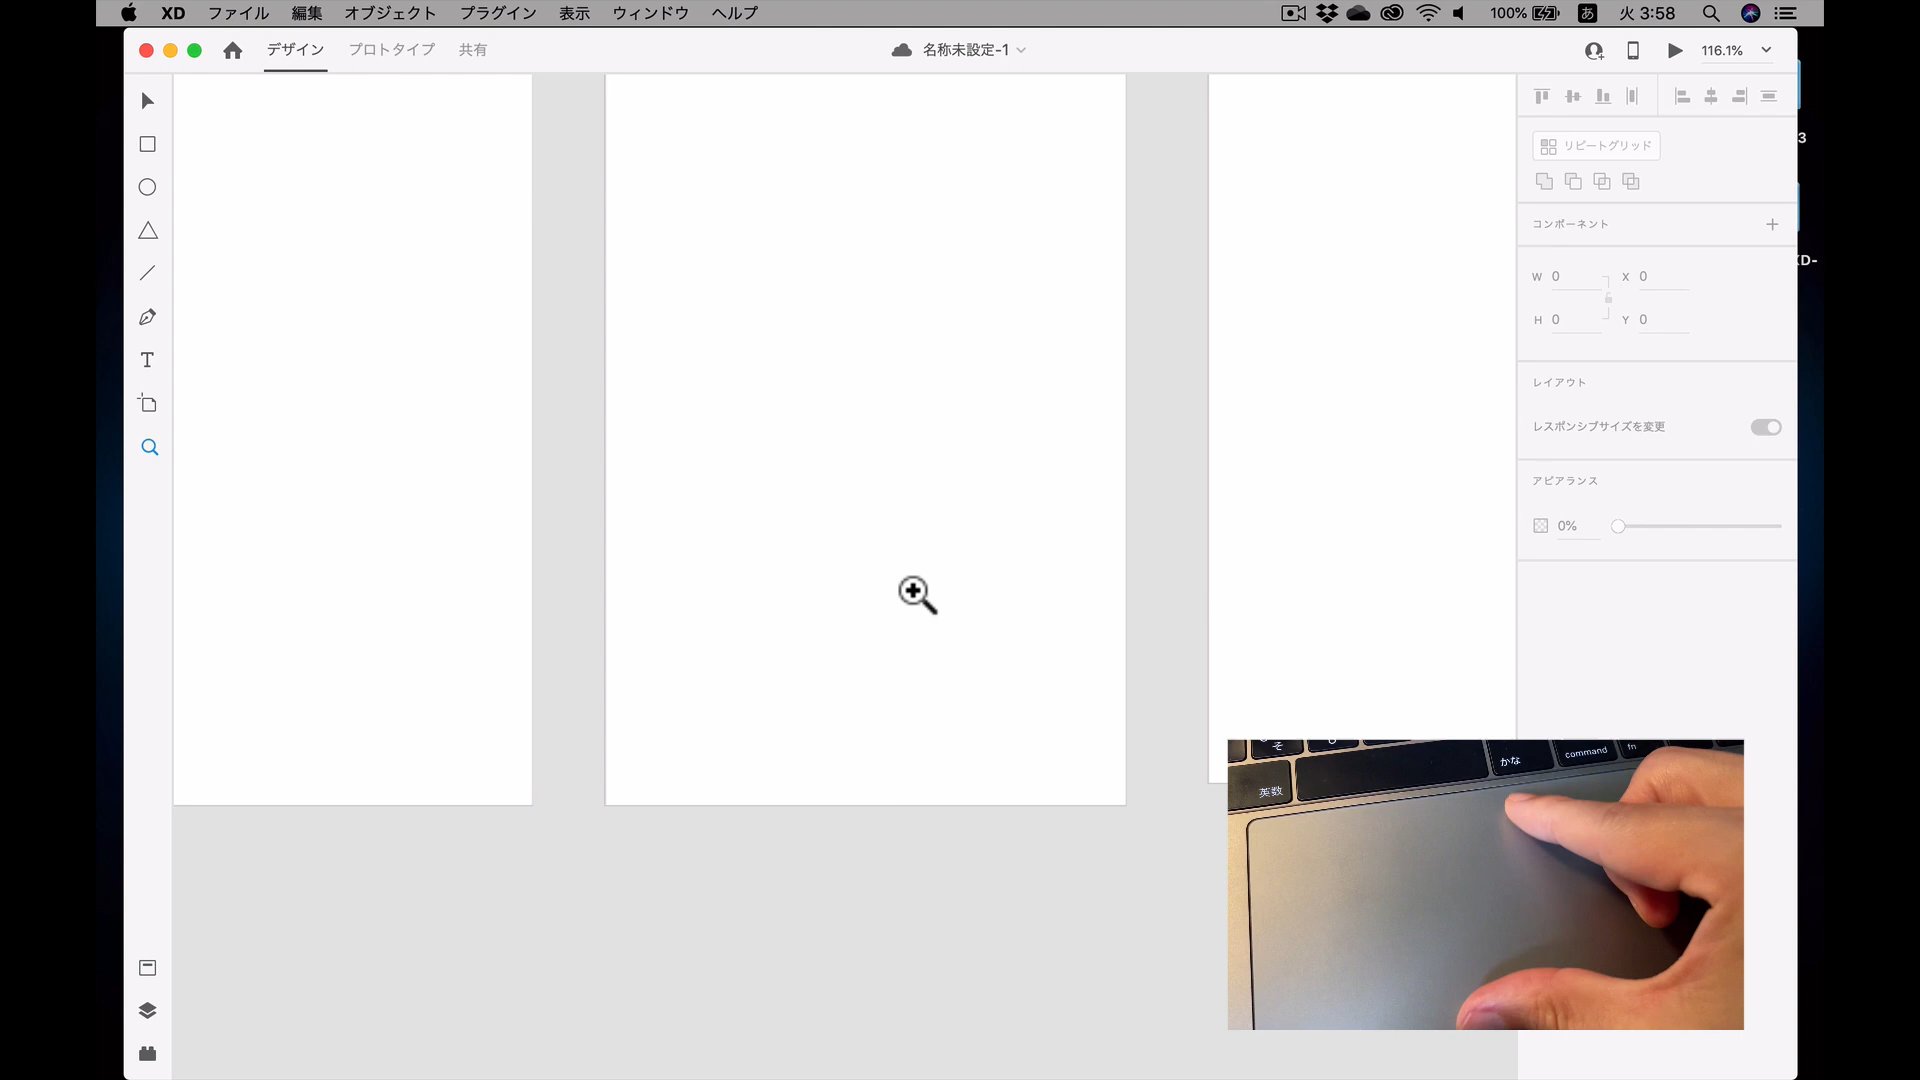 XD ファイル 編集 オブジェクト プラグイン 表示 ウィンドウ ヘルプ 100% あ 火 3:58
デザイン プロトタイプ 共有 名称未設定-1 116.1%
3
リピートグリッド
コンポーネント
XD-
W 0 X 0
H 0 Y 0
レイアウト
レスポンシブサイズを変更
アピアランス
0%
T
そ
かな command fn
英数